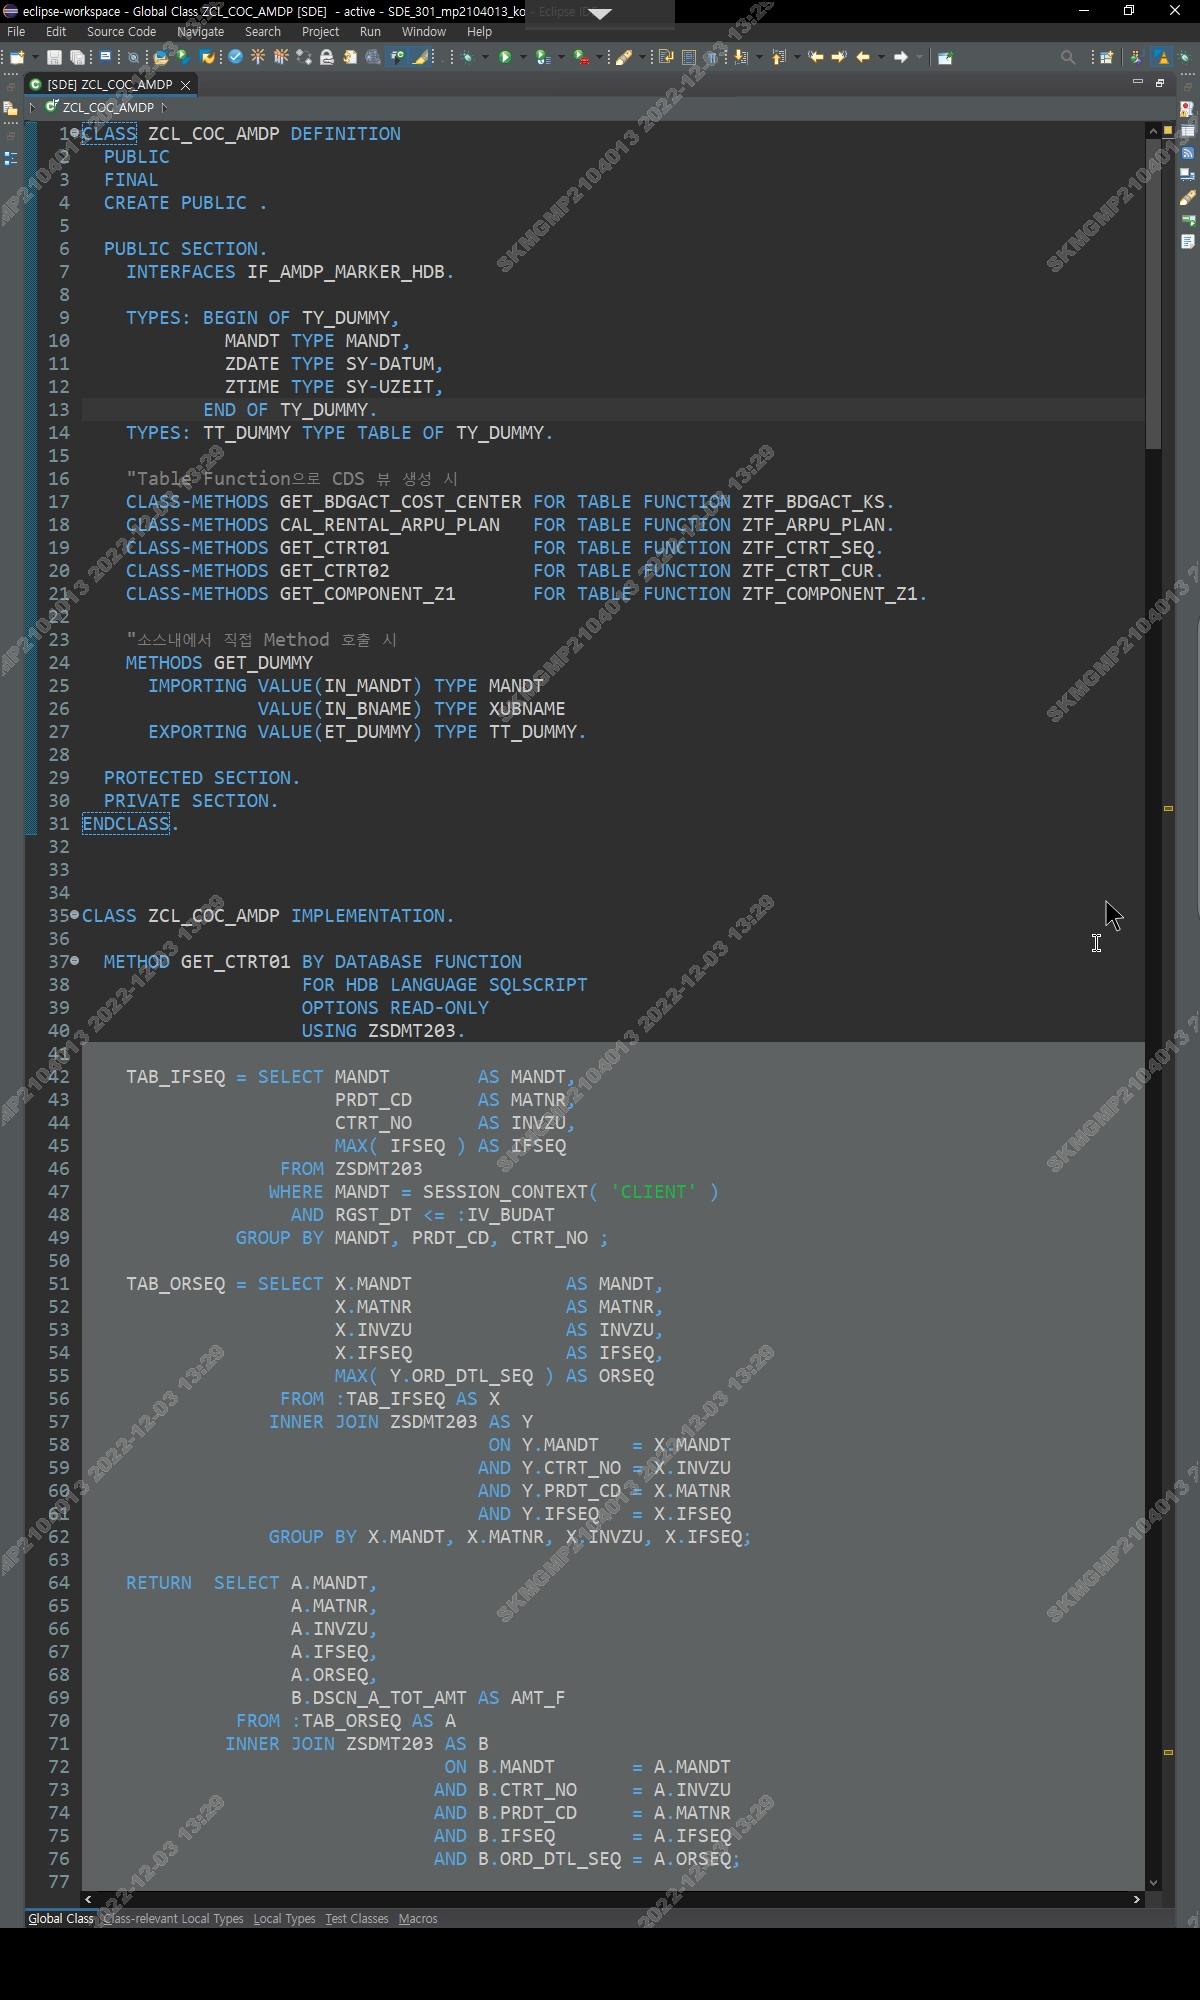 eclipse-workspace - Global Class ZCL_COC_AMDP [SDE] - active - SDE_301_mp2104013_ko - Eclipse IDE
File Edit Source Code Navigate Search Project Run Window Help
[SDE] ZCL_COC_AMDP
ZCL_COC_AMDP
1 CLASS ZCL_COC_AMDP DEFINITION
2 PUBLIC
3 FINAL
4 CREATE PUBLIC .
5
6 PUBLIC SECTION.
7 INTERFACES IF_AMDP_MARKER_HDB.
8
9 TYPES: BEGIN OF TY_DUMMY,
10 MANDT TYPE MANDT,
11 ZDATE TYPE SY-DATUM,
12 ZTIME TYPE SY-UZEIT,
13 END OF TY_DUMMY.
14 TYPES: TT_DUMMY TYPE TABLE OF TY_DUMMY.
15
16 "Table Function으로 CDS 뷰 생성 시
17 CLASS-METHODS GET_BDGACT_COST_CENTER FOR TABLE FUNCTION ZTF_BDGACT_KS.
18 CLASS-METHODS CAL_RENTAL_ARPU_PLAN FOR TABLE FUNCTION ZTF_ARPU_PLAN.
19 CLASS-METHODS GET_CTRT01 FOR TABLE FUNCTION ZTF_CTRT_SEQ.
20 CLASS-METHODS GET_CTRT02 FOR TABLE FUNCTION ZTF_CTRT_CUR.
21 CLASS-METHODS GET_COMPONENT_Z1 FOR TABLE FUNCTION ZTF_COMPONENT_Z1.
22
23 "소스내에서 직접 Method 호출 시
24 METHODS GET_DUMMY
25 IMPORTING VALUE(IN_MANDT) TYPE MANDT
26 VALUE(IN_BNAME) TYPE XUBNAME
27 EXPORTING VALUE(ET_DUMMY) TYPE TT_DUMMY.
28
29 PROTECTED SECTION.
30 PRIVATE SECTION.
31 ENDCLASS.
32
33
34
35 CLASS ZCL_COC_AMDP IMPLEMENTATION.
36
37 METHOD GET_CTRT01 BY DATABASE FUNCTION
38 FOR HDB LANGUAGE SQLSCRIPT
39 OPTIONS READ-ONLY
40 USING ZSDMT203.
41
42 TAB_IFSEQ = SELECT MANDT AS MANDT,
43 PRDT_CD AS MATNR,
44 CTRT_NO AS INVZU,
45 MAX( IFSEQ ) AS IFSEQ
46 FROM ZSDMT203
47 WHERE MANDT = SESSION_CONTEXT( 'CLIENT' )
48 AND RGST_DT <= :IV_BUDAT
49 GROUP BY MANDT, PRDT_CD, CTRT_NO ;
50
51 TAB_ORSEQ = SELECT X.MANDT AS MANDT,
52 X.MATNR AS MATNR,
53 X.INVZU AS INVZU,
54 X.IFSEQ AS IFSEQ,
55 MAX( Y.ORD_DTL_SEQ ) AS ORSEQ
56 FROM :TAB_IFSEQ AS X
57 INNER JOIN ZSDMT203 AS Y
58 ON Y.MANDT = X.MANDT
59 AND Y.CTRT_NO = X.INVZU
60 AND Y.PRDT_CD = X.MATNR
61 AND Y.IFSEQ = X.IFSEQ
62 GROUP BY X.MANDT, X.MATNR, X.INVZU, X.IFSEQ;
63
64 RETURN SELECT A.MANDT,
65 A.MATNR,
66 A.INVZU,
67 A.IFSEQ,
68 A.ORSEQ,
69 B.DSCN_A_TOT_AMT AS AMT_F
70 FROM :TAB_ORSEQ AS A
71 INNER JOIN ZSDMT203 AS B
72 ON B.MANDT = A.MANDT
73 AND B.CTRT_NO = A.INVZU
74 AND B.PRDT_CD = A.MATNR
75 AND B.IFSEQ = A.IFSEQ
76 AND B.ORD_DTL_SEQ = A.ORSEQ;
77
Global Class Class-relevant Local Types Local Types Test Classes Macros
SKMGMP2104013 2022-12-03 13:29